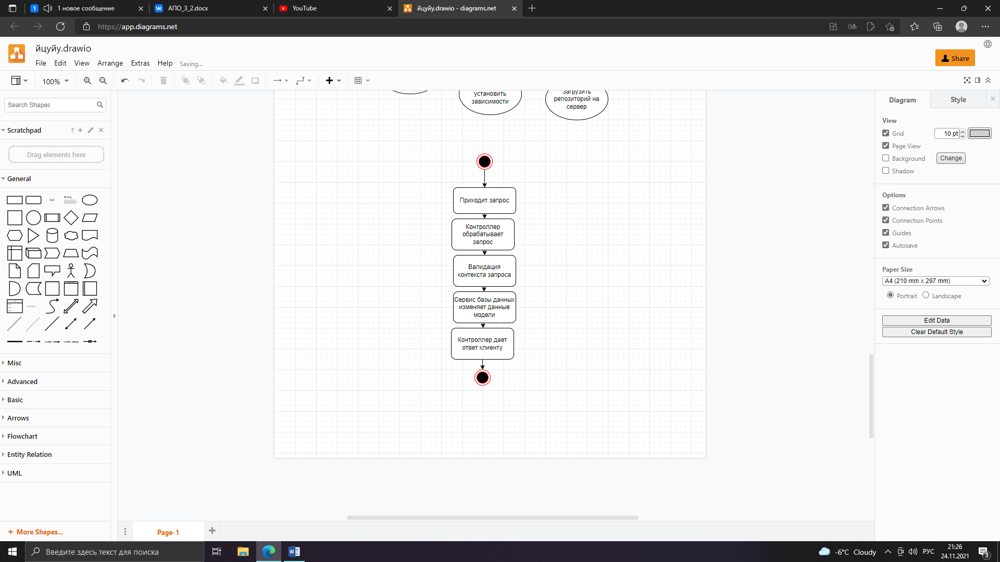 1
1 новое сообщение
АПО_3_2.docx
YouTube
йцуйу.drawio - diagrams.net
https://app.diagrams.net
йцуйу.drawio
File
Edit
View
Arrange
Extras
Help
Saving...
Share
100%
Search Shapes
Scratchpad
?
Drag elements here
General
Text
Heading
Misc
Advanced
Basic
Arrows
Flowchart
Entity Relation
UML
+ More Shapes...
установить
зависимости
Загрузить
репозиторий на
сервер
Приходит запрос
Контроллер
обрабатывает
запрос
Валидация
контекста запроса
Сервис базы данных
изменяет данные
модели
Контроллер дает
ответ клиенту
Page-1
Diagram
Style
View
Grid
10 pt
Page View
Background
Change
Shadow
Options
Connection Arrows
Connection Points
Guides
Autosave
Paper Size
A4 (210 mm x 297 mm)
Portrait
Landscape
Edit Data
Clear Default Style
Введите здесь текст для поиска
-6°C Cloudy
РУС
21:26
24.11.2021
3